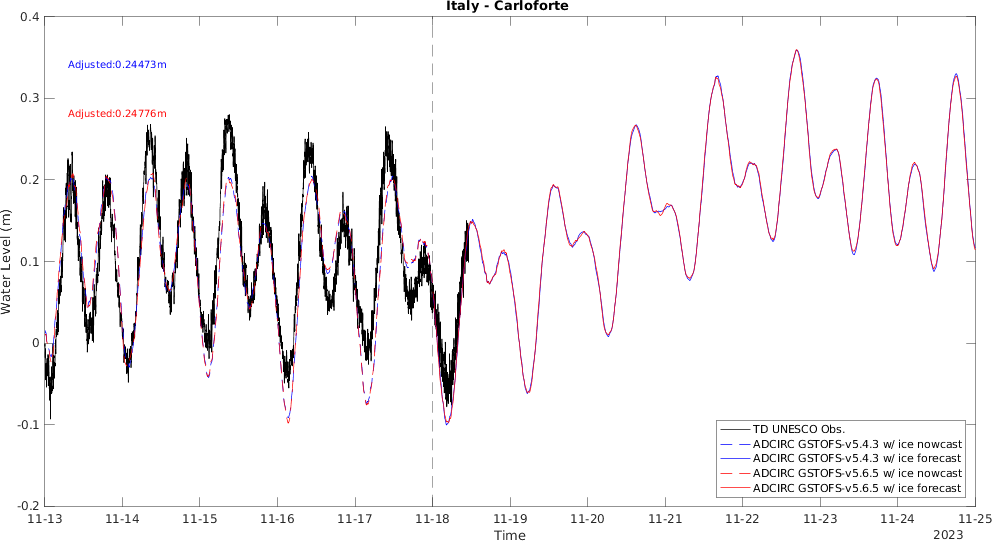 Italy - Carloforte
Adjusted:0.24473m
Adjusted:0.24776m
Water Level (m)
0.4
0.3
0.2
0.1
0
-0.1
-0.2
TD UNESCO Obs.
ADCIRC GSTOFS-v5.4.3 w/ ice nowcast
ADCIRC GSTOFS-v5.4.3 w/ ice forecast
ADCIRC GSTOFS-v5.6.5 w/ ice nowcast
ADCIRC GSTOFS-v5.6.5 w/ ice forecast
11-13 11-14 11-15 11-16 11-17 11-18 11-19 11-20 11-21 11-22 11-23 11-24 11-25
Time
2023